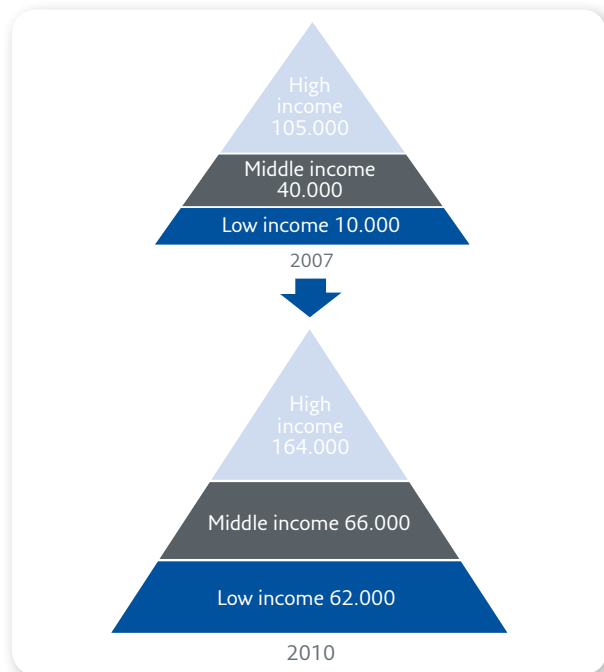 High
income
105.000
Middle income
40.000
Low income 10.000
2007
High
income
164.000
Middle income 66.000
Low income 62.000
2010